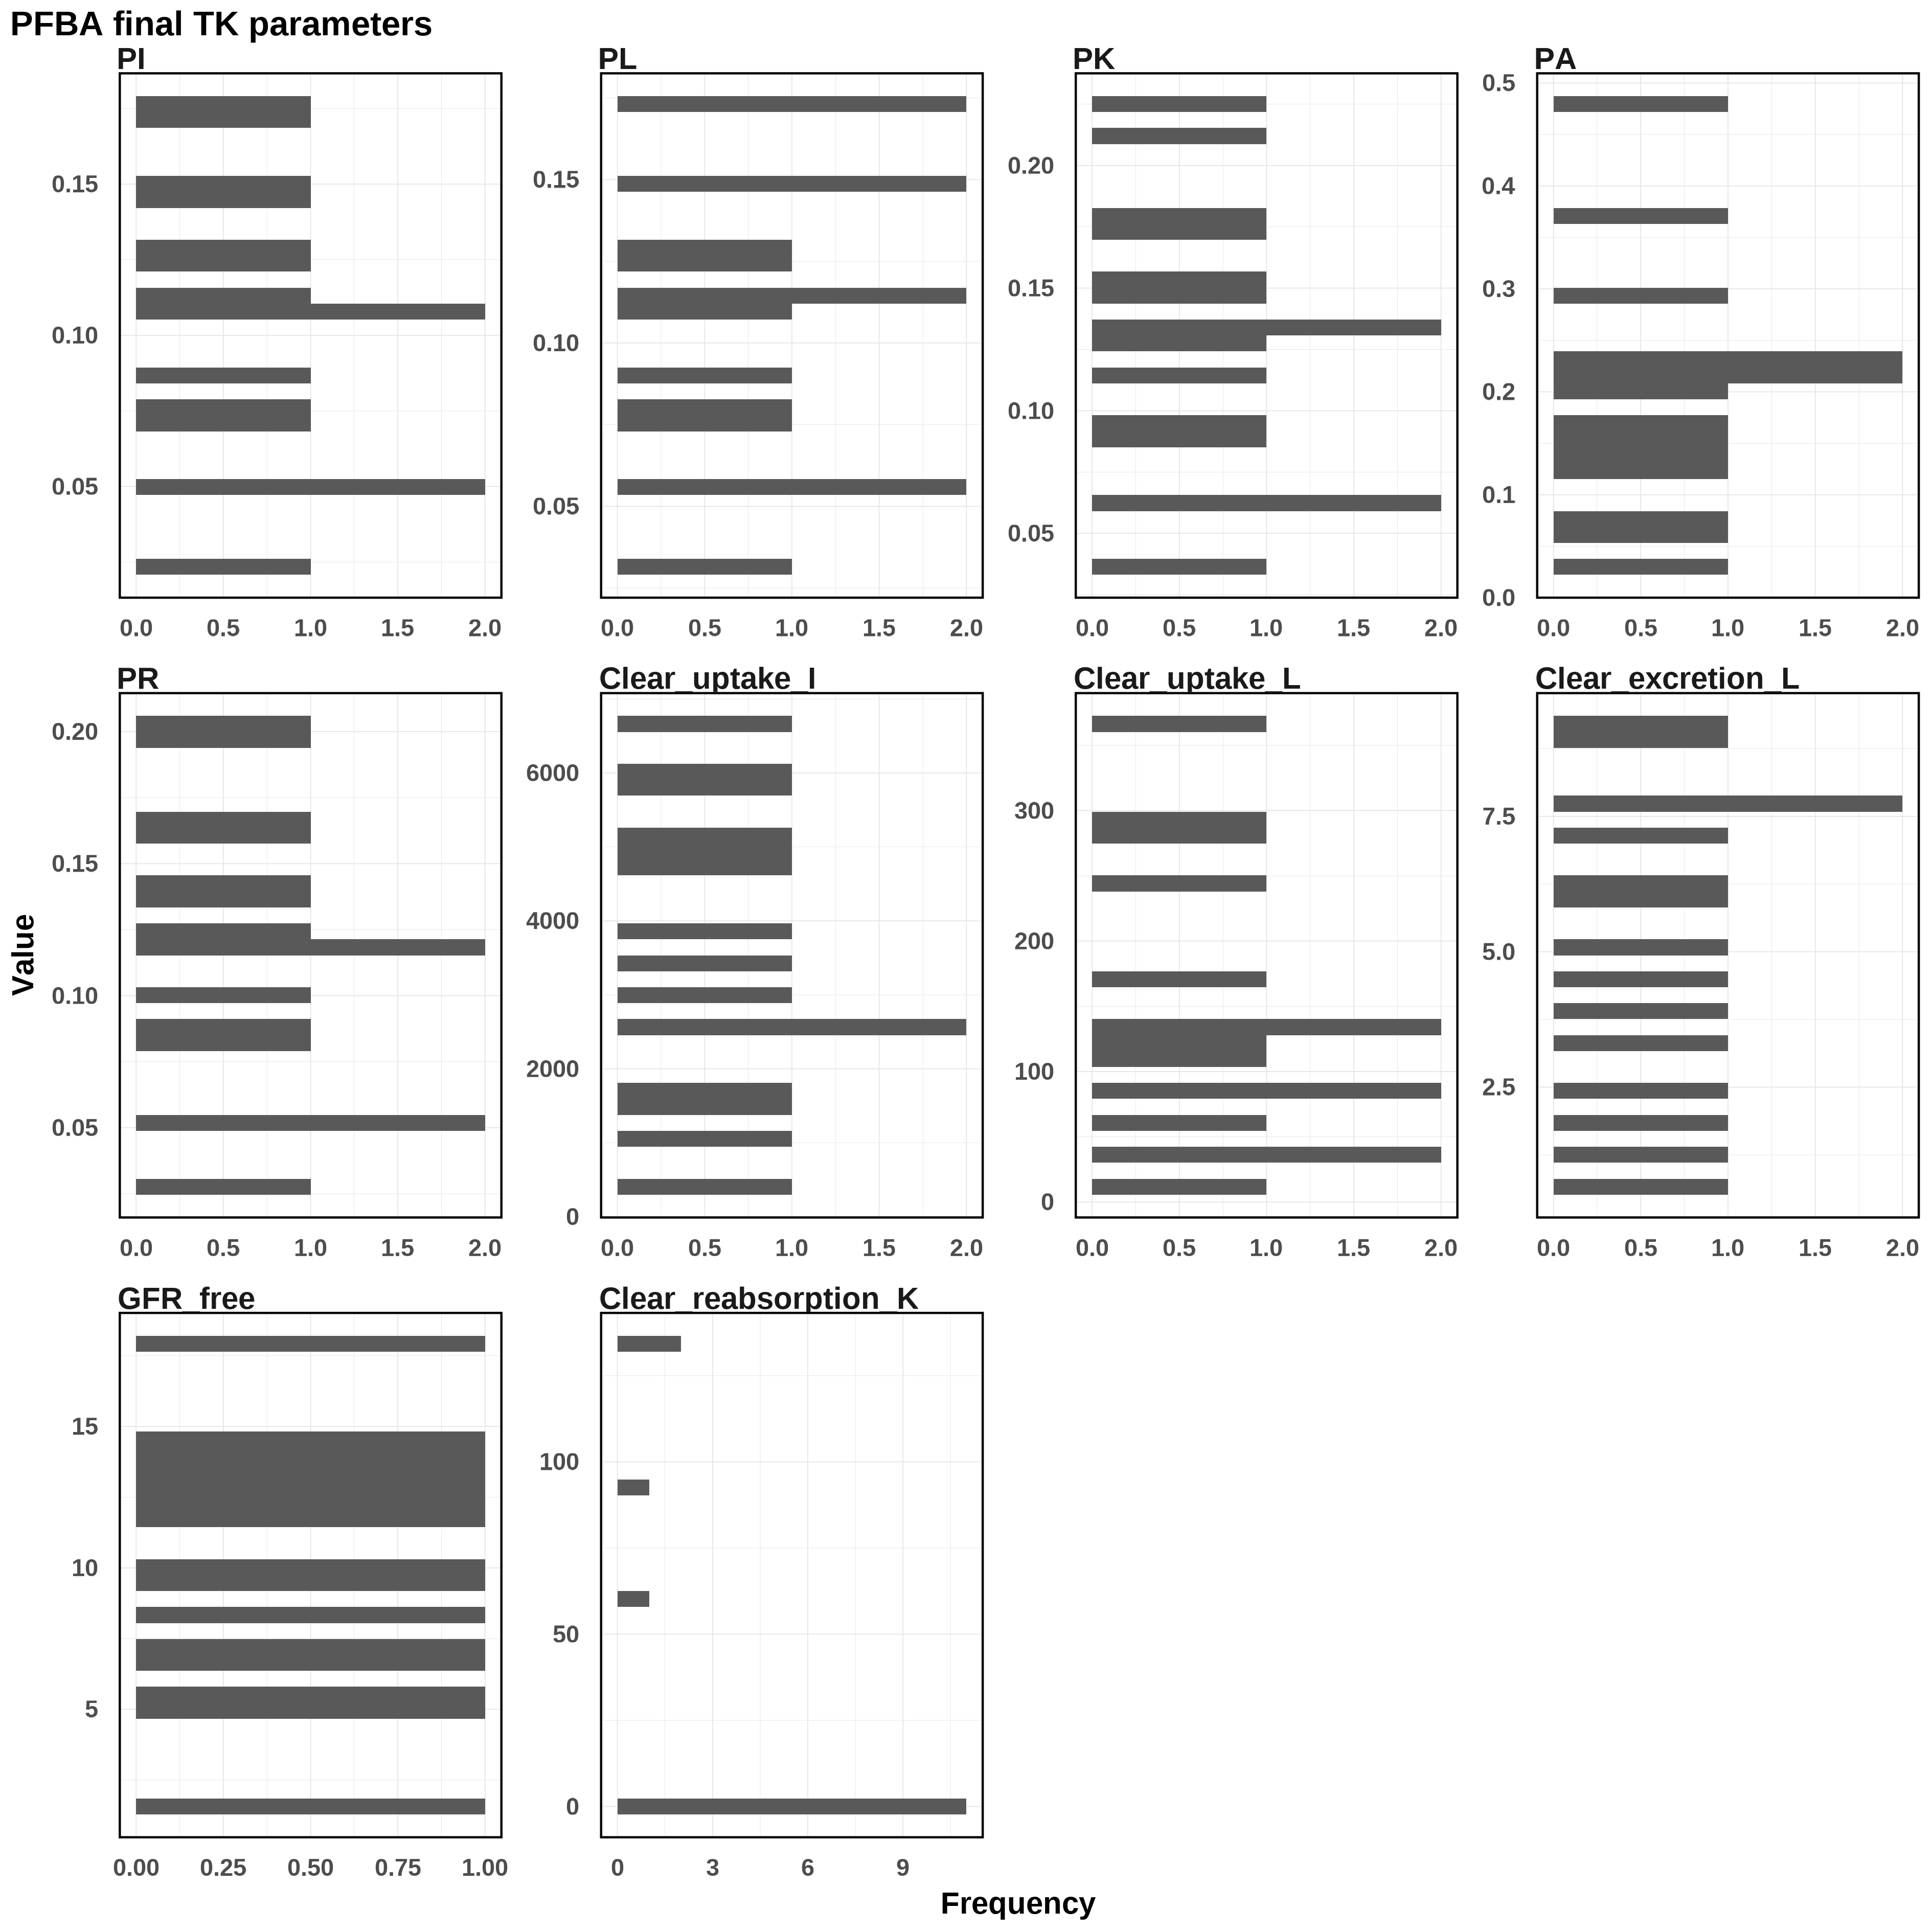 PFBA final TK parameters
PI PL PK PA
0.15
0.10
0.05
0.0 0.5 1.0 1.5 2.0
0.15
0.10
0.05
0.0 0.5 1.0 1.5 2.0
0.20
0.15
0.10
0.05
0.0 0.5 1.0 1.5 2.0
0.5
0.4
0.3
0.2
0.1
0.0
0.0 0.5 1.0 1.5 2.0
PR Clear_uptake_I Clear_uptake_L Clear_excretion_L
Value
0.20
0.15
0.10
0.05
0.0 0.5 1.0 1.5 2.0
6000
4000
2000
0
0.0 0.5 1.0 1.5 2.0
300
200
100
0
0.0 0.5 1.0 1.5 2.0
7.5
5.0
2.5
0.0 0.5 1.0 1.5 2.0
GFR_free Clear_reabsorption_K
15
10
5
0.00 0.25 0.50 0.75 1.00
100
50
0
0 3 6 9
Frequency